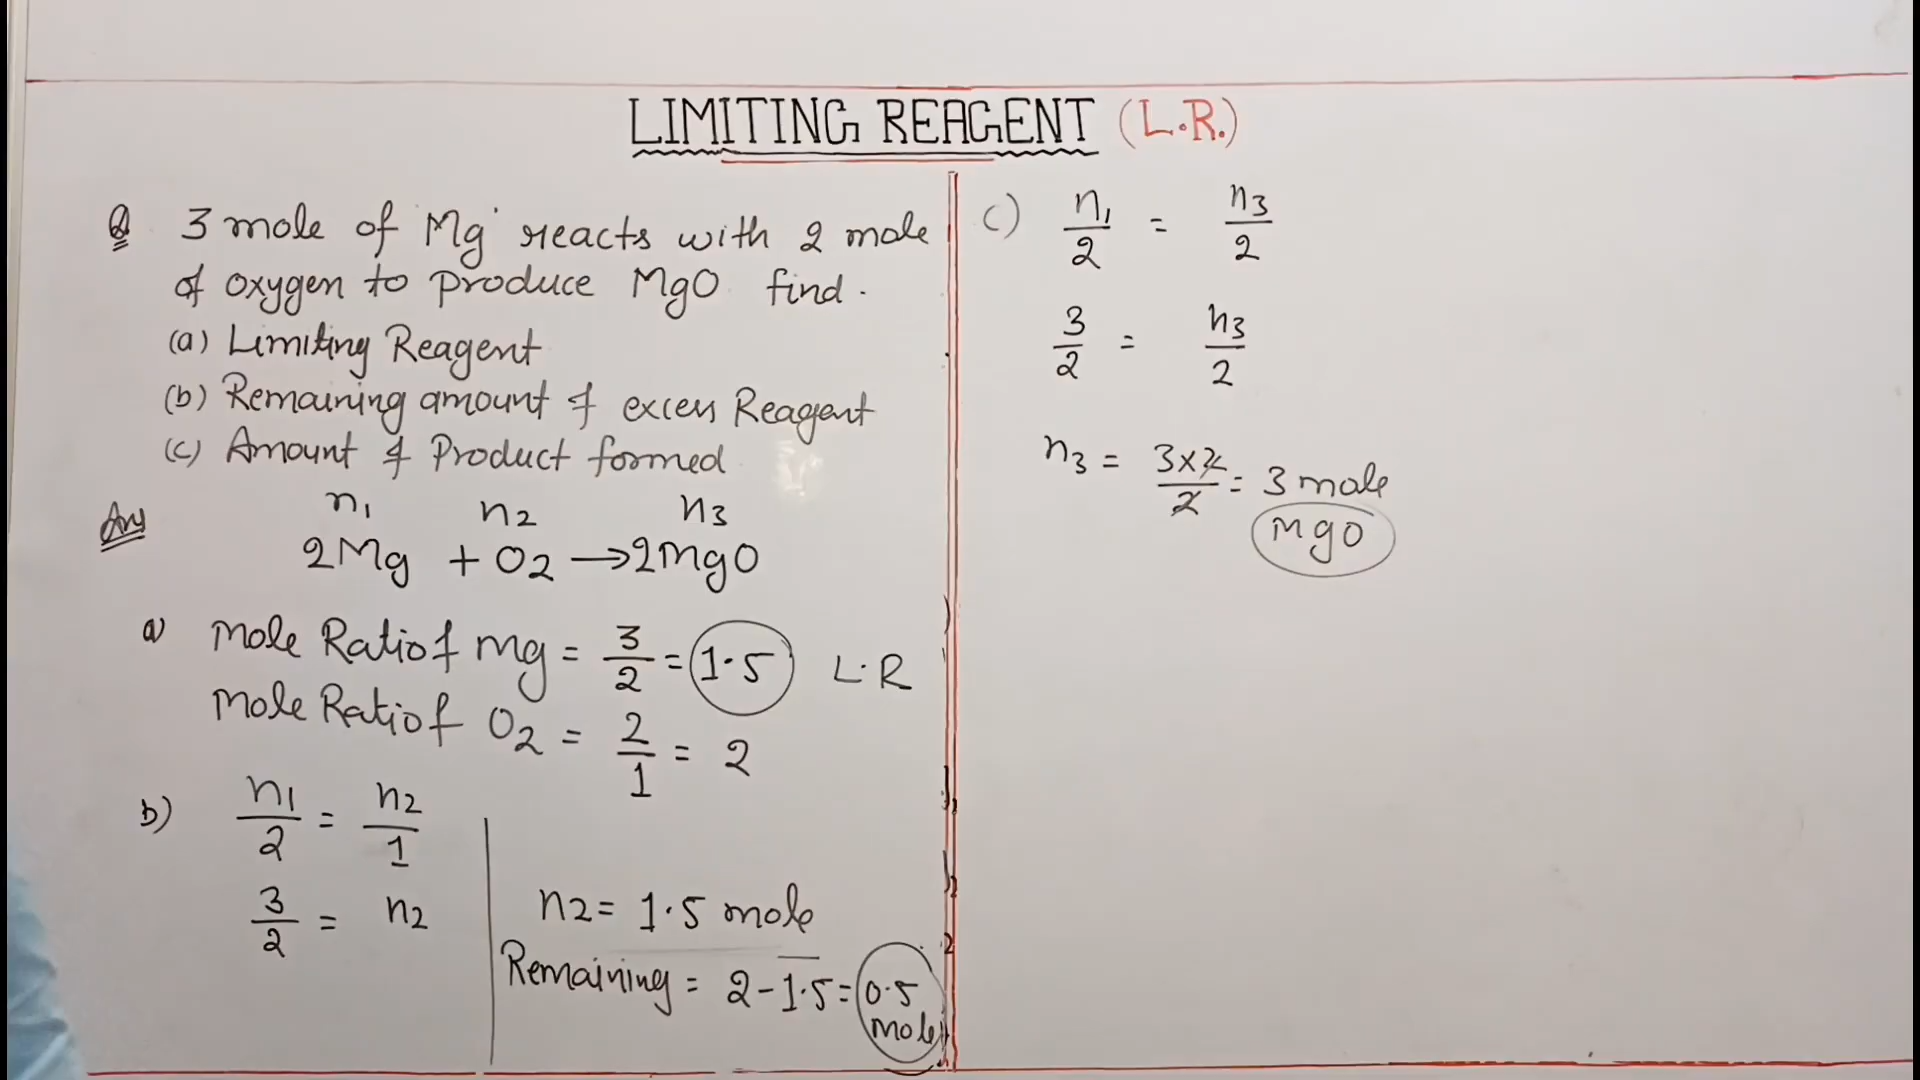 LIMITING REAGENT (L.R.)
Q 3 mole of Mg reacts with 2 mole
of oxygen to produce MgO find.
(a) Limiting Reagent
(b) Remaining amount of excess Reagent
(c) Amount of Product formed
n1 n2 n3
Ans 2Mg + O2 → 2MgO
a) Mole Ratio of Mg = 3/2 = 1.5 L.R
Mole Ratio of O2 = 2/1 = 2
b) n1/2 = n2/1
3/2 = n2
n2 = 1.5 mole
Remaining = 2 - 1.5 = 0.5
mole
c) n1/2 = n3/2
3/2 = n3/2
n3 = 3×2/2 = 3 mole
MgO